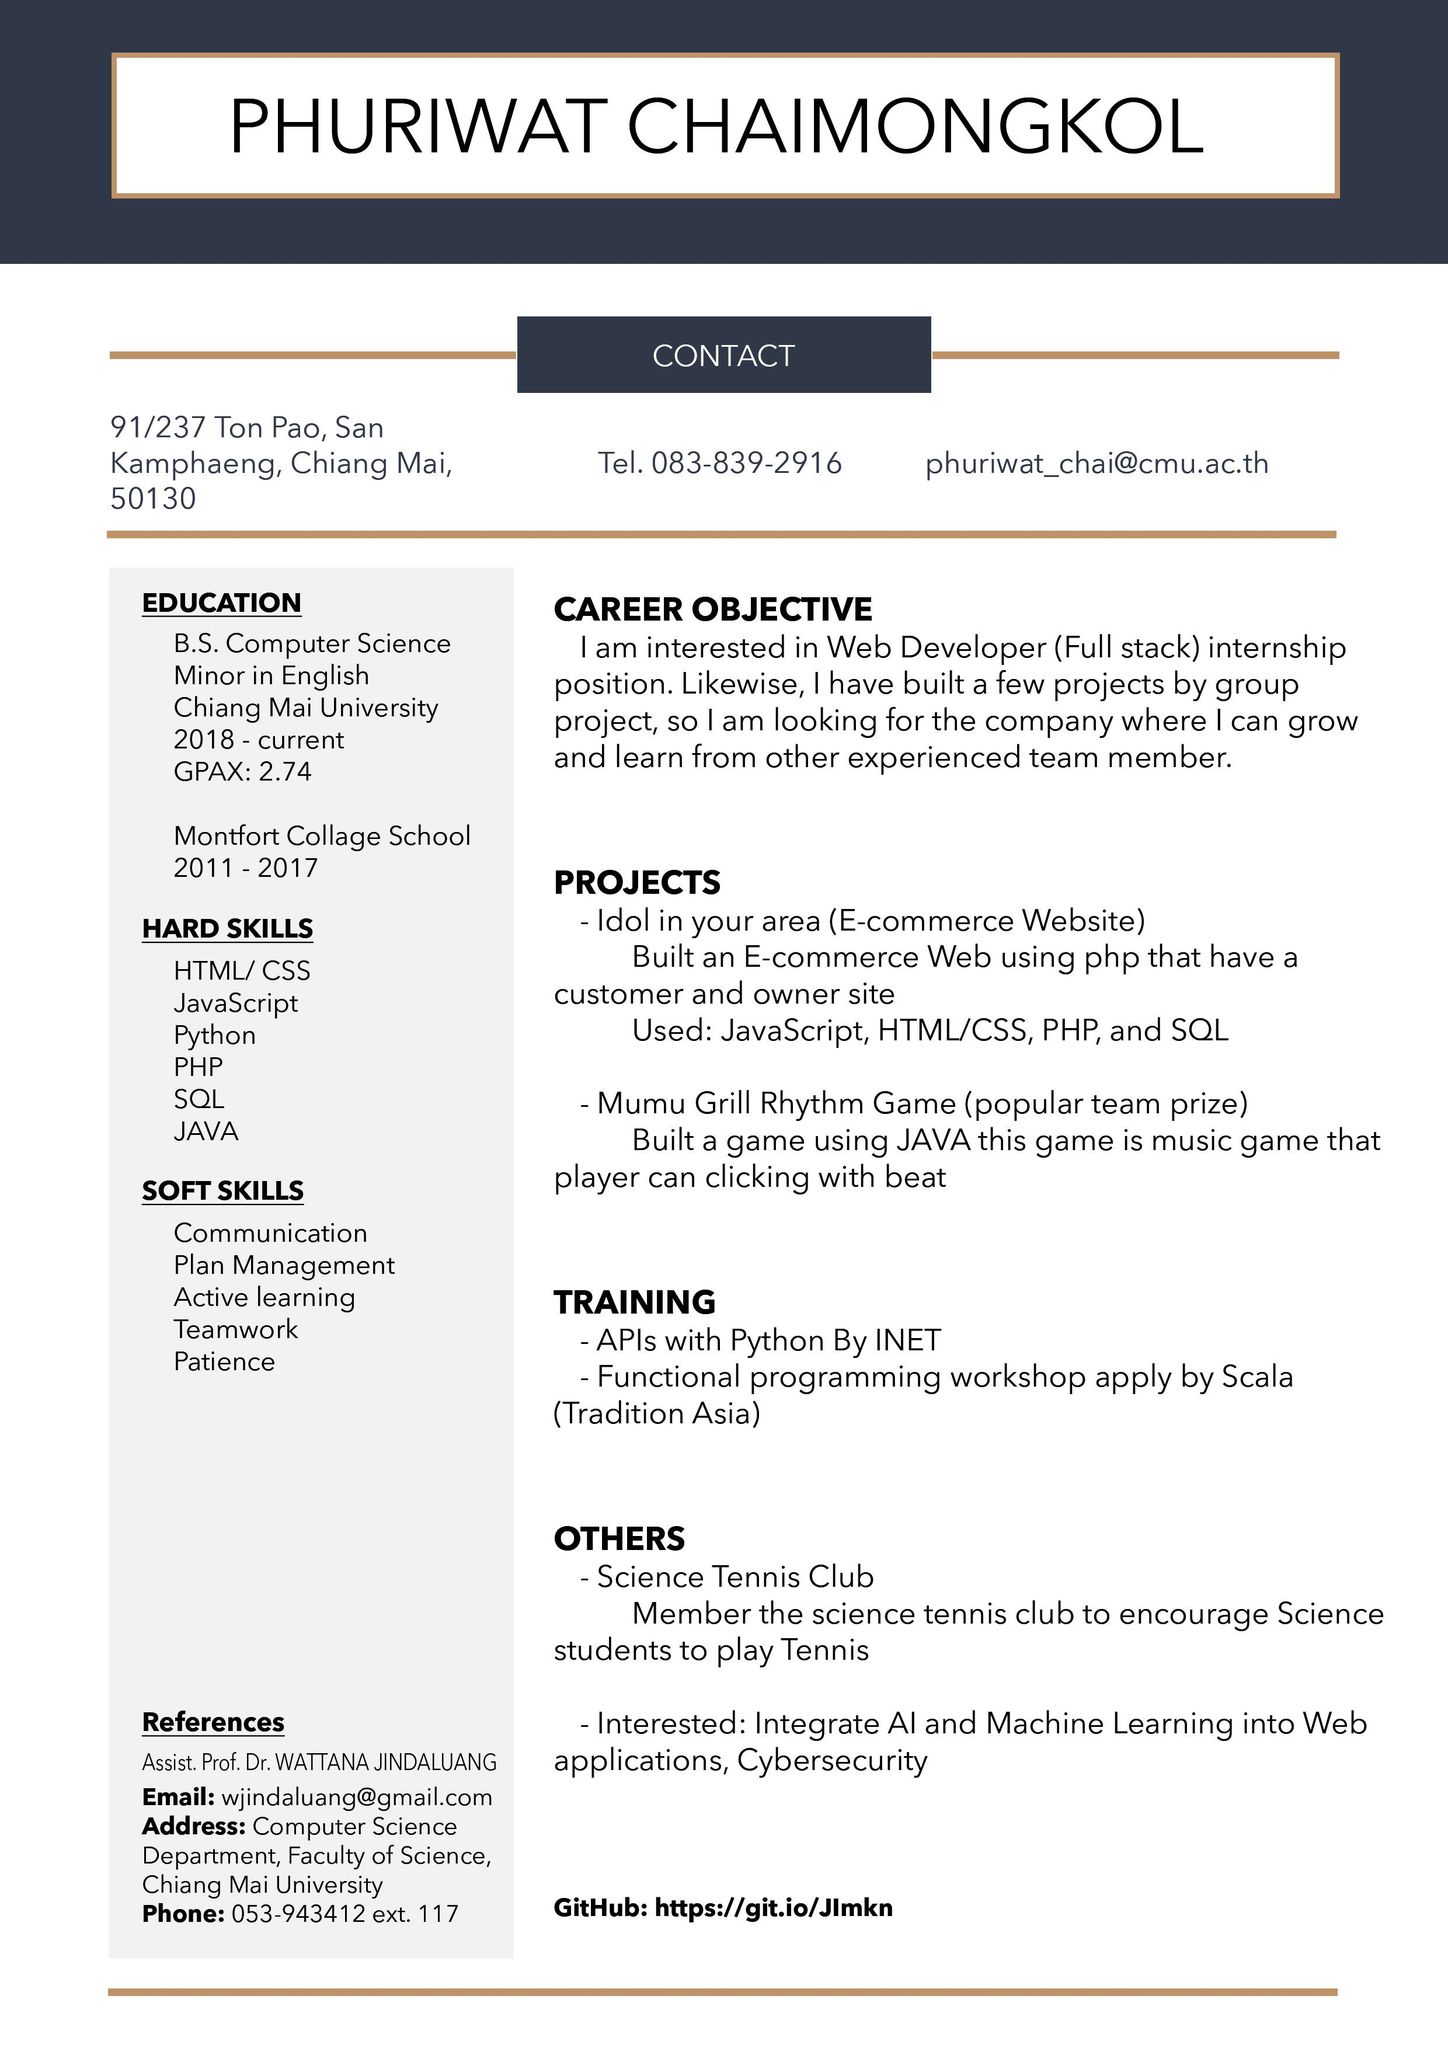 PHURIWAT CHAIMONGKOL
CONTACT
91/237 Ton Pao, San
Kamphaeng, Chiang Mai,
50130
Tel. 083-839-2916
phuriwat_chai@cmu.ac.th
EDUCATION
B.S. Computer Science
Minor in English
Chiang Mai University
2018 - current
GPAX: 2.74
Montfort Collage School
2011 - 2017
HARD SKILLS
HTML/ CSS
JavaScript
Python
PHP
SQL
JAVA
SOFT SKILLS
Communication
Plan Management
Active learning
Teamwork
Patience
References
Assist. Prof. Dr. WATTANA JINDALUANG
Email: wjindaluang@gmail.com
Address: Computer Science
Department, Faculty of Science,
Chiang Mai University
Phone: 053-943412 ext. 117
CAREER OBJECTIVE
I am interested in Web Developer (Full stack) internship
position. Likewise, I have built a few projects by group
project, so I am looking for the company where I can grow
and learn from other experienced team member.
PROJECTS
- Idol in your area (E-commerce Website)
Built an E-commerce Web using php that have a
customer and owner site
Used: JavaScript, HTML/CSS, PHP, and SQL
- Mumu Grill Rhythm Game (popular team prize)
Built a game using JAVA this game is music game that
player can clicking with beat
TRAINING
- APIs with Python By INET
- Functional programming workshop apply by Scala
(Tradition Asia)
OTHERS
- Science Tennis Club
Member the science tennis club to encourage Science
students to play Tennis
- Interested: Integrate AI and Machine Learning into Web
applications, Cybersecurity
GitHub: https://git.io/JImkn